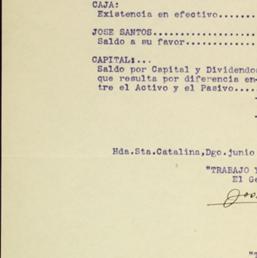 CAJA:
Existencia en efectivo.......
JOSE SANTOS..................
Saldo a su favor.............
CAPITAL:...
Saldo por Capital y Dividendos
que resulta por diferencia en-
tre el Activo y el Pasivo....
Hda.Sta.Catalina,Dgo.junio
"TRABAJO Y
El Ge